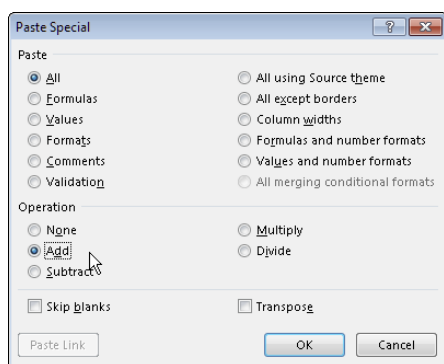 Paste Special
Paste
All
All using Source theme
Formulas
All except borders
Values
Column widths
Formats
Formulas and number formats
Comments
Values and number formats
Validation
All merging conditional formats
Operation
None
Multiply
Add
Divide
Subtract
Skip blanks
Transpose
Paste Link
OK
Cancel